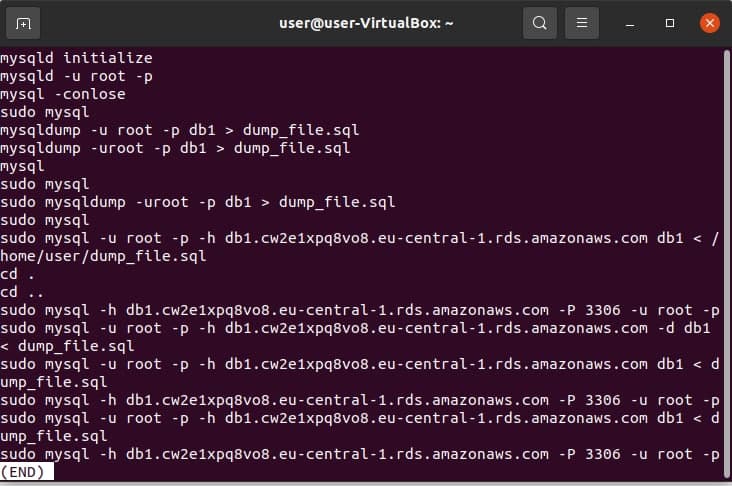 user@user-VirtualBox: ~
mysqld initialize
mysqld -u root -p
mysql -conlose
sudo mysql
mysqldump -u root -p db1 > dump_file.sql
mysqldump -uroot -p db1 > dump_file.sql
mysql
sudo mysql
sudo mysqldump -uroot -p db1 > dump_file.sql
sudo mysql
sudo mysql -u root -p -h db1.cw2e1xpq8vo8.eu-central-1.rds.amazonaws.com db1 < /
home/user/dump_file.sql
cd .
cd ..
sudo mysql -h db1.cw2e1xpq8vo8.eu-central-1.rds.amazonaws.com -P 3306 -u root -p
sudo mysql -u root -p -h db1.cw2e1xpq8vo8.eu-central-1.rds.amazonaws.com -d db1
< dump_file.sql
sudo mysql -u root -p -h db1.cw2e1xpq8vo8.eu-central-1.rds.amazonaws.com db1 < d
ump_file.sql
sudo mysql -h db1.cw2e1xpq8vo8.eu-central-1.rds.amazonaws.com -P 3306 -u root -p
sudo mysql -u root -p -h db1.cw2e1xpq8vo8.eu-central-1.rds.amazonaws.com db1 < d
ump_file.sql
sudo mysql -h db1.cw2e1xpq8vo8.eu-central-1.rds.amazonaws.com -P 3306 -u root -p
(END)